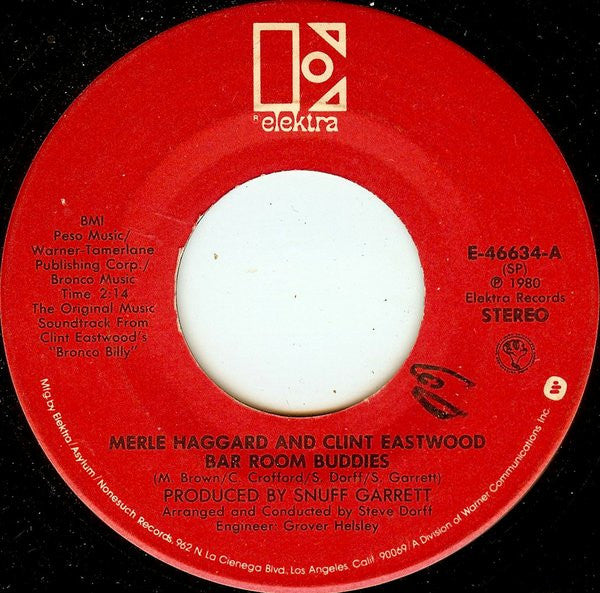 elektra
BMI
Peso Music/
Warner-Tamerlane
Publishing Corp./
Bronco Music
Time 2:14
The Original Music
Soundtrack From
Clint Eastwood's
"Bronco Billy"
E-46634-A
(SP)
℗ 1980
Elektra Records
STEREO
MERLE HAGGARD AND CLINT EASTWOOD
BAR ROOM BUDDIES
(M. Brown/C. Crofford/S. Dorff/S. Garrett)
PRODUCED BY SNUFF GARRETT
Arranged and Conducted by Steve Dorff
Engineer: Grover Helsley
Mfg. by Elektra/Asylum/Nonesuch Records, 962 N. La Cienega Blvd., Los Angeles, Calif. 90069/A Division of Warner Communications Inc.